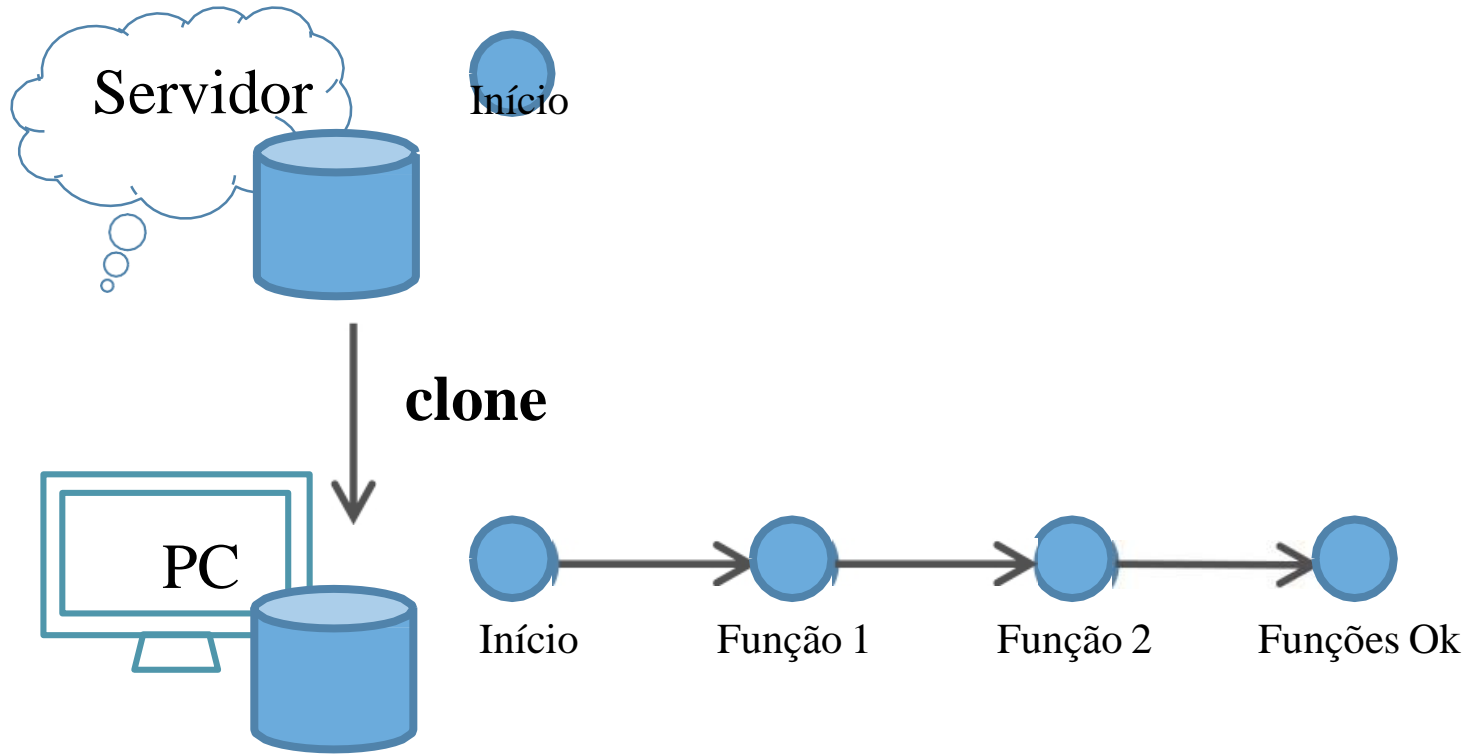 Servidor
Início
clone
PC
Início
Função 1
Função 2
Funções Ok